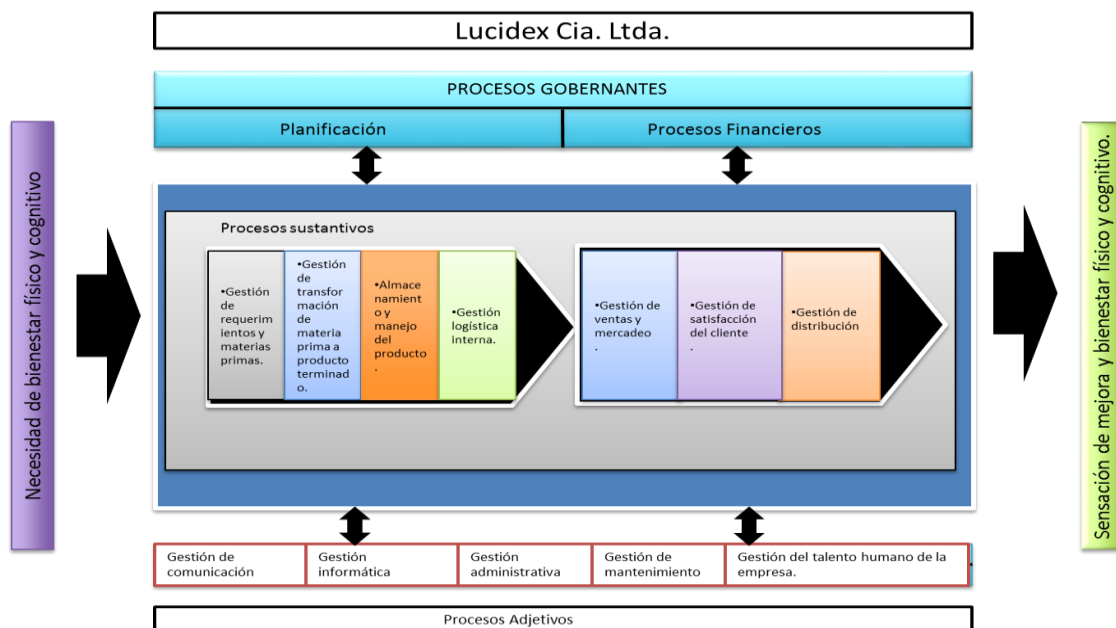 Lucidex Cia. Ltda.
PROCESOS GOBERNANTES
Planificación
Procesos Financieros
Necesidad de bienestar físico y cognitivo
Procesos sustantivos
•Gestión
de
requerim
ientos y
materias
primas.
•Gestión
de
transfor
mación
de
materia
prima a
producto
terminad
o.
•Almace
namient
o y
manejo
del
producto
.
•Gestión
logística
interna.
•Gestión de
ventas y
mercadeo
.
•Gestión de
satisfacción
del cliente
.
•Gestión de
distribución
Sensación de mejora y bienestar físico y cognitivo.
Gestión de
comunicación
Gestión
informática
Gestión
administrativa
Gestión de
mantenimiento
Gestión del talento humano de la
empresa.
Procesos Adjetivos